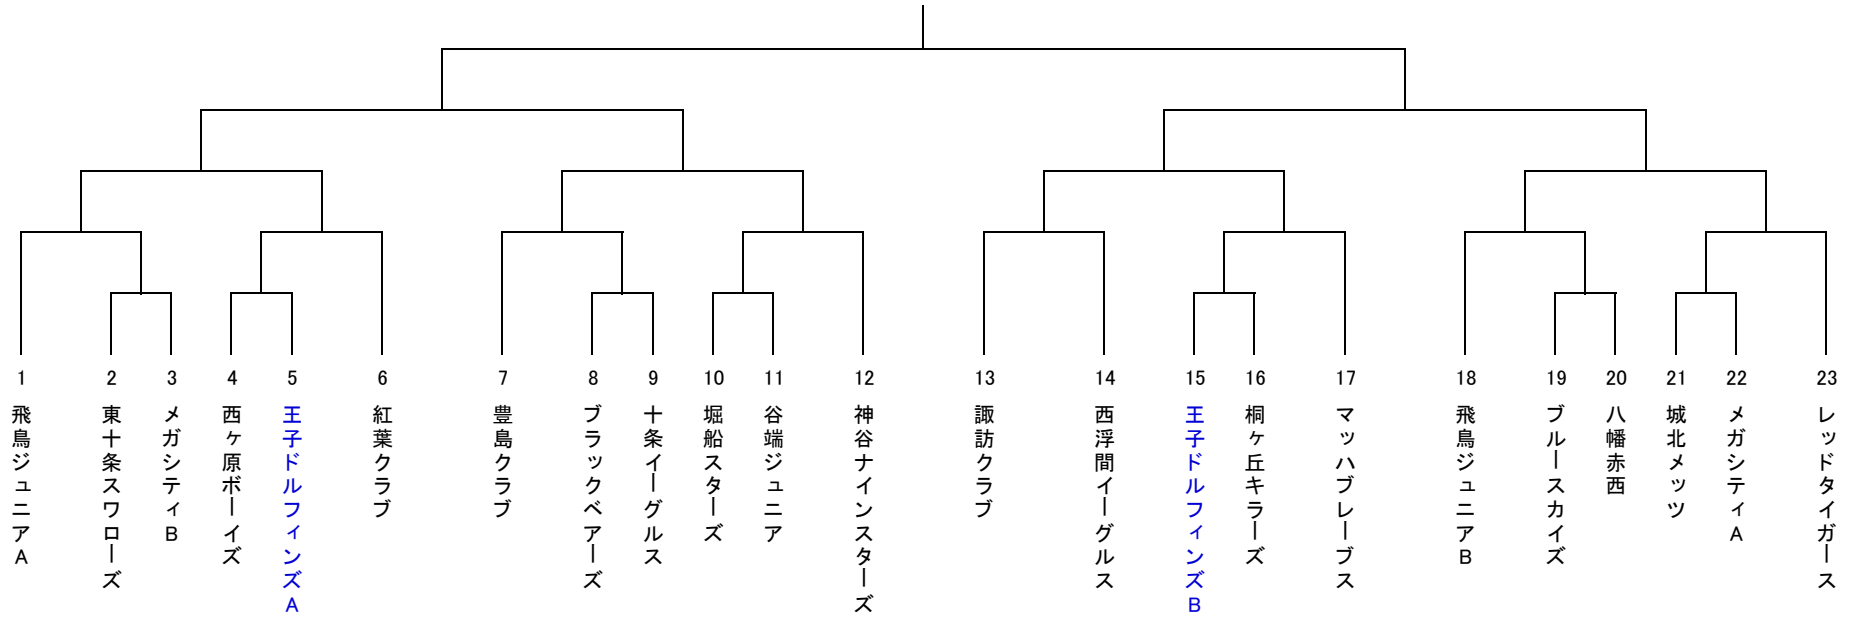 1
飛鳥ジュニアA
2
東十条スワローズ
3
メガシティB
4
西ヶ原ボーイズ
5
王子ドルフィンズA
6
紅葉クラブ
7
豊島クラブ
8
ブラックベアーズ
9
十条イーグルス
10
堀船スターズ
11
谷端ジュニア
12
神谷ナインスターズ
13
諏訪クラブ
14
西浮間イーグルス
15
王子ドルフィンズB
16
桐ヶ丘キラーズ
17
マッハブレーブス
18
飛鳥ジュニアB
19
ブルースカイズ
20
八幡赤西
21
城北メッツ
22
メガシティA
23
レッドタイガース